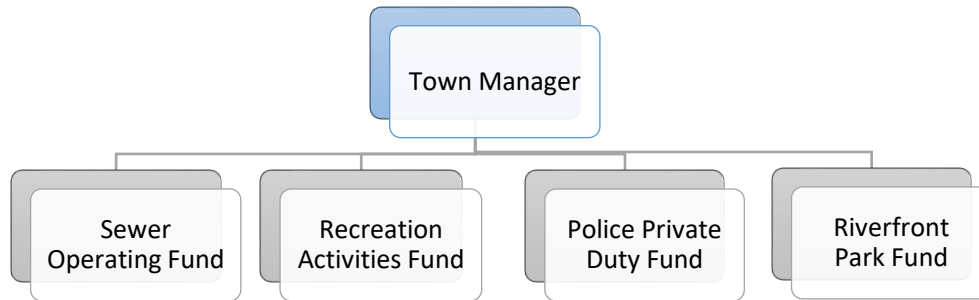 Town Manager
Sewer
Operating Fund
Recreation
Activities Fund
Police Private
Duty Fund
Riverfront
Park Fund